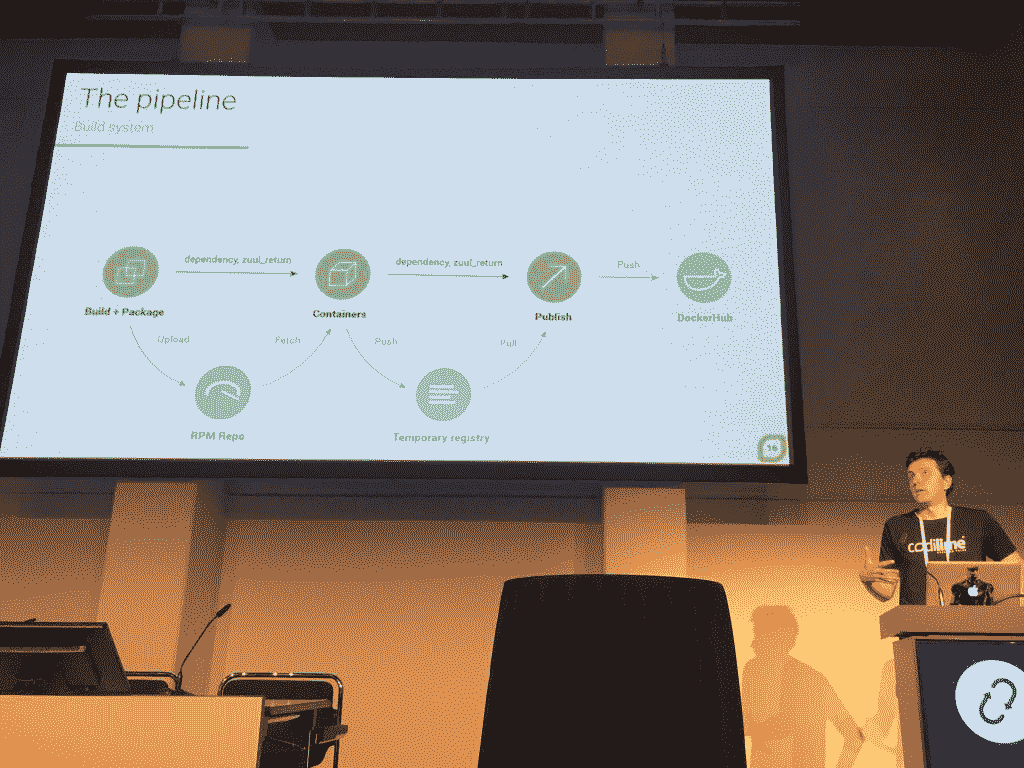 The pipeline
Build system
dependency, zuul_return
dependency, zuul_return
Push
Build + Package
Containers
Publish
DockerHub
Upload
Fetch
Push
Pull
RPM Repo
Temporary registry
16
codilime